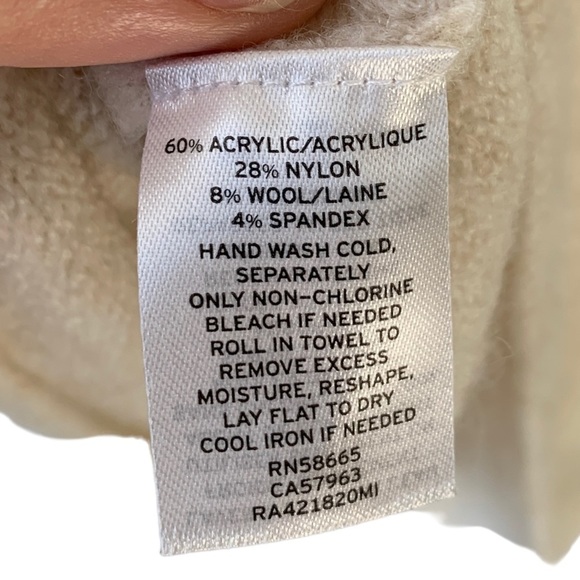 60% ACRYLIC/ACRYLIQUE
28% NYLON
8% WOOL/LAINE
4% SPANDEX
HAND WASH COLD,
SEPARATELY
ONLY NON-CHLORINE
BLEACH IF NEEDED
ROLL IN TOWEL TO
REMOVE EXCESS
MOISTURE, RESHAPE,
LAY FLAT TO DRY
COOL IRON IF NEEDED
RN58665
CA57963
RA421820MI